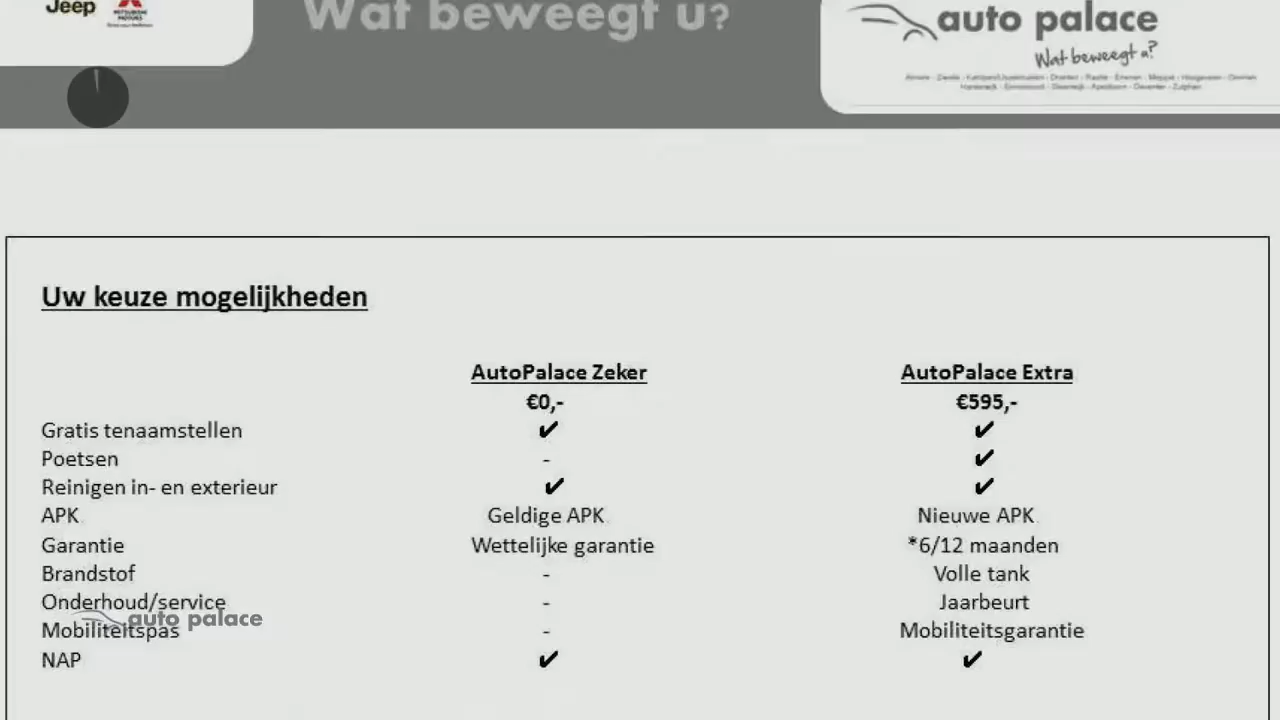 Jeep
MITSUBISHI
MOTORS
Wat beweegt u?
auto palace
Wat beweegt u?
Uw keuze mogelijkheden
AutoPalace Zeker AutoPalace Extra
€0,- €595,-
Gratis tenaamstellen ✔ ✔
Poetsen - ✔
Reinigen in- en exterieur ✔ ✔
APK Geldige APK Nieuwe APK
Garantie Wettelijke garantie *6/12 maanden
Brandstof - Volle tank
Onderhoud/service - Jaarbeurt
auto palace
Mobiliteitspas - Mobiliteitsgarantie
NAP ✔ ✔